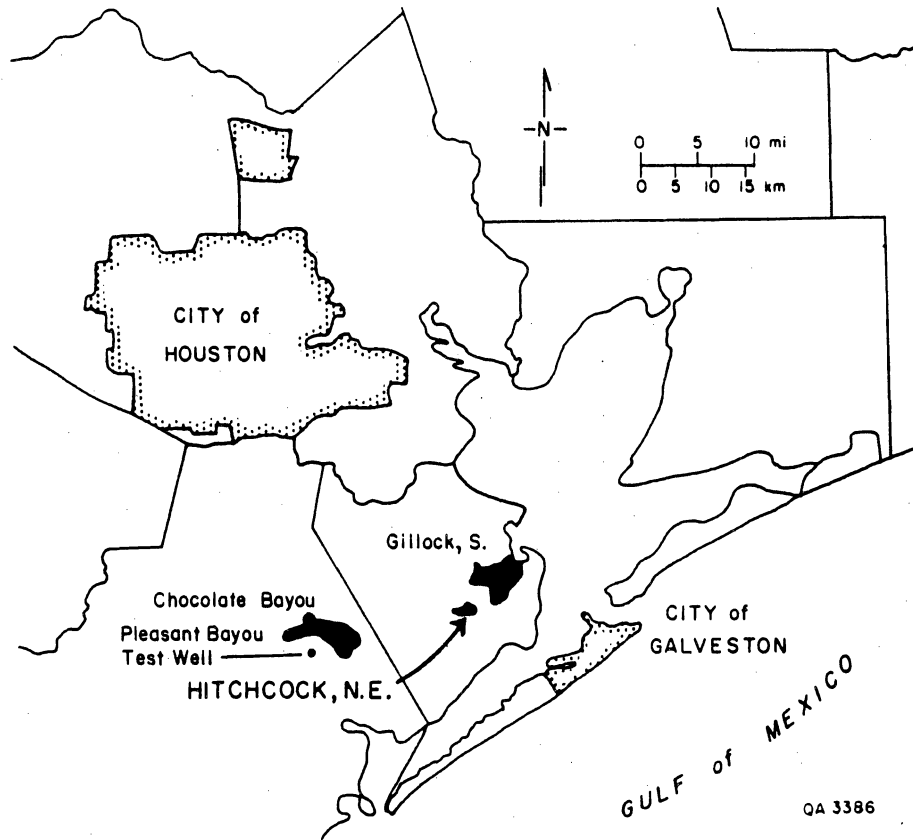 -N-
0 5 10 mi
0 5 10 15 km
CITY of
HOUSTON
Gillock, S.
Chocolate Bayou
Pleasant Bayou
Test Well
HITCHCOCK, N.E.
CITY of
GALVESTON
GULF of MEXICO
QA 3386